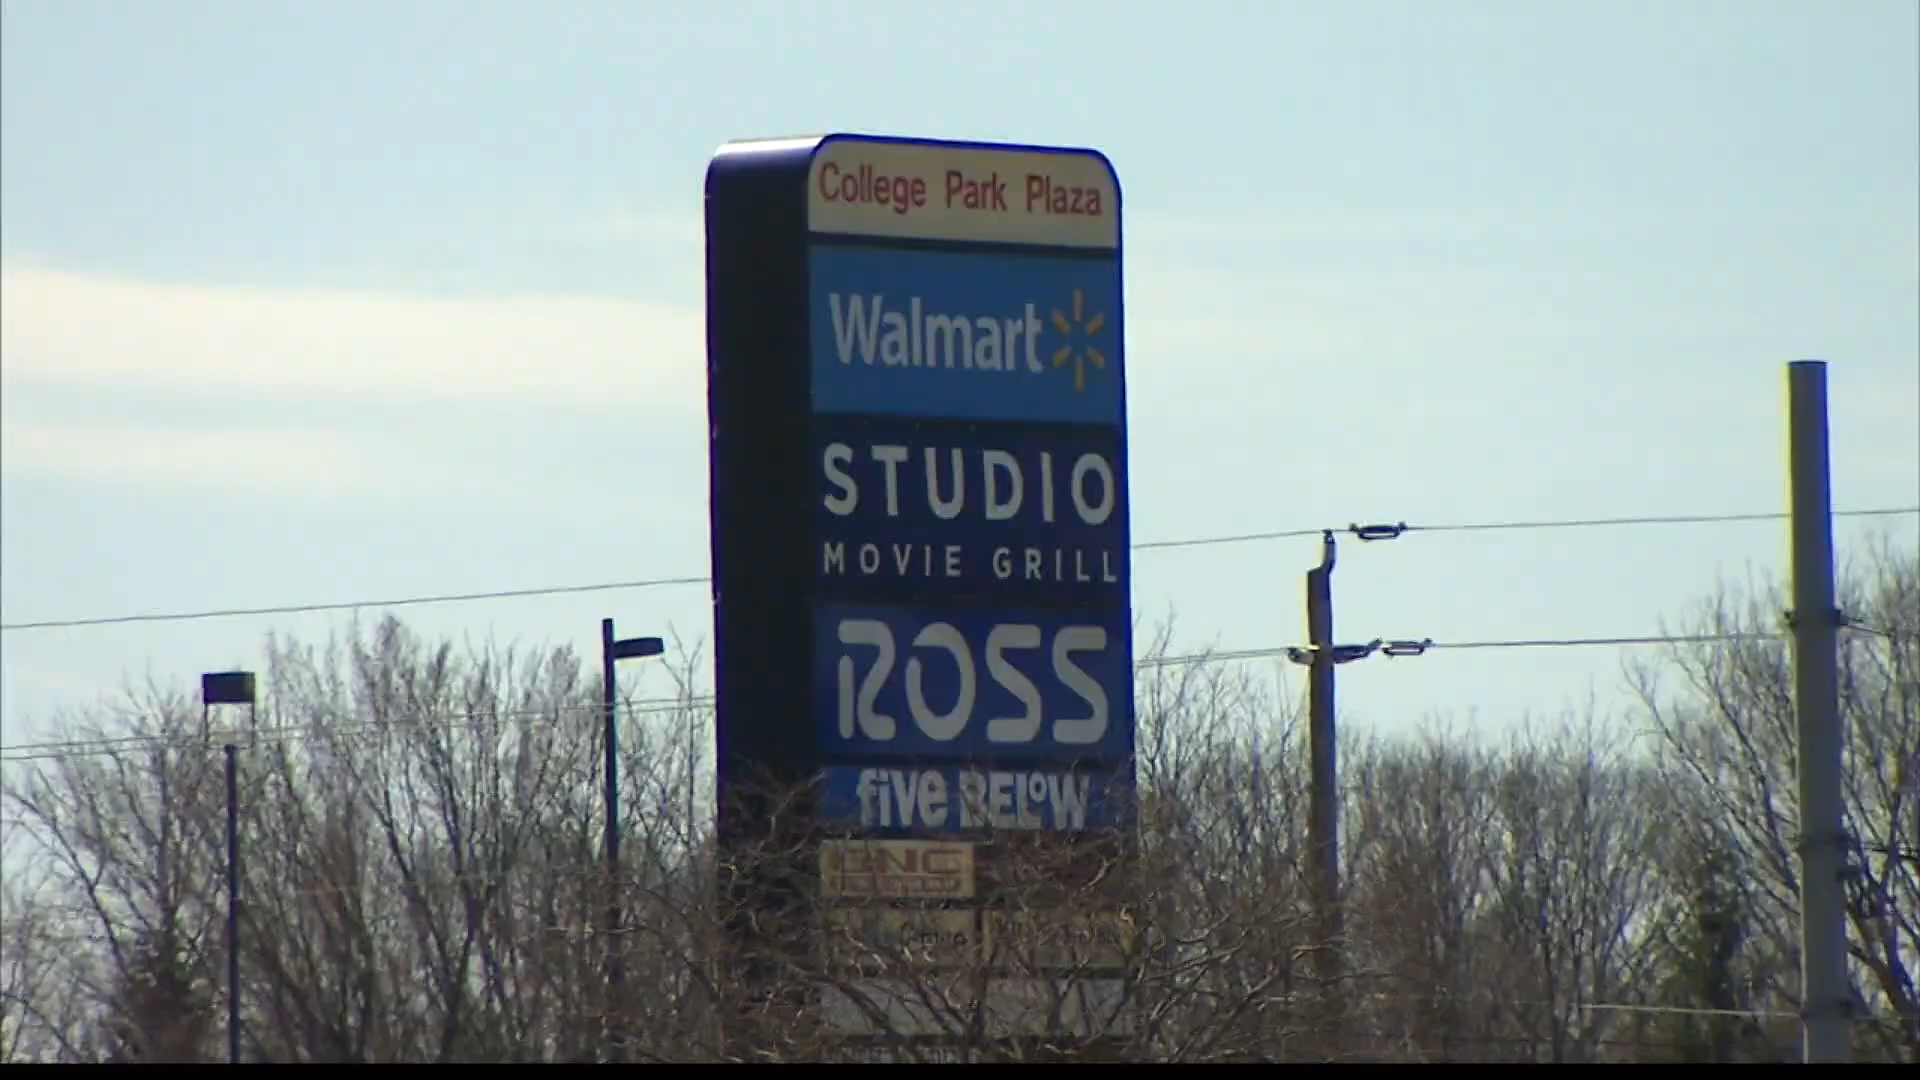 College Park Plaza
Walmart
STUDIO
MOVIE GRILL
ROSS
five BELOW
GNC